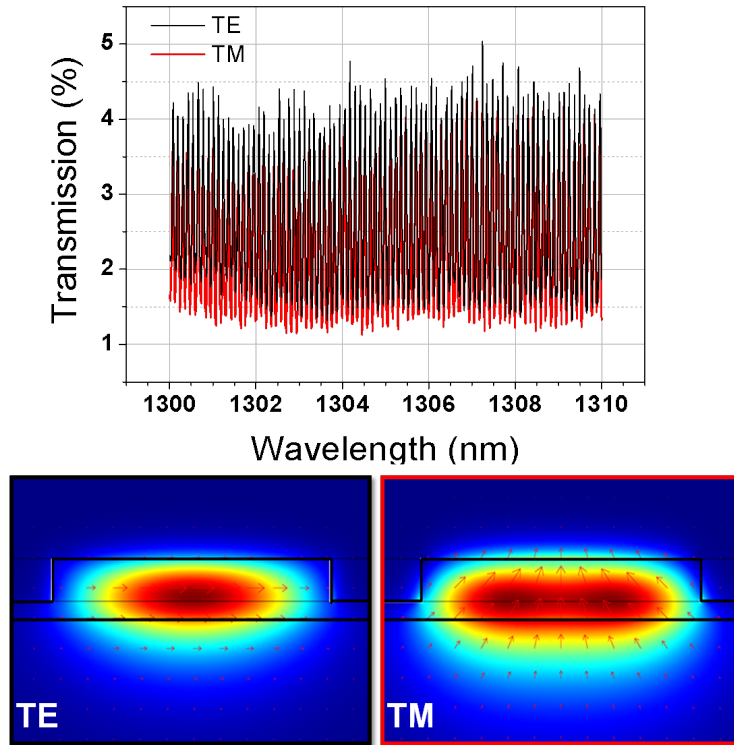 TE
TM
Transmission (%)
5
4
3
2
1
1300 1302 1304 1306 1308 1310
Wavelength (nm)
TE TM